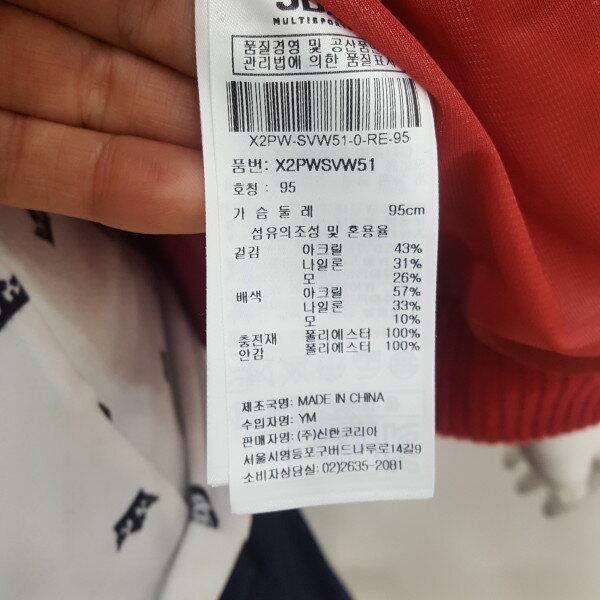 품질경영 및
관리법에 의한 품질표시
X2PW-SVW51-0-RE-95
품번: X2PWSVW51
호칭 : 95
가 슴 둘 레 95cm
섬유의조성 및 혼용율
겉감 아크릴 43%
나일론 31%
모 26%
배색 아크릴 57%
나일론 33%
모 10%
충전재 폴리에스터 100%
안감 폴리에스터 100%
제조국명: MADE IN CHINA
수입자명: YM
판매자명: (주)신한코리아
서울시영등포구버드나루로14길9
소비자상담실: 02)2635-2081